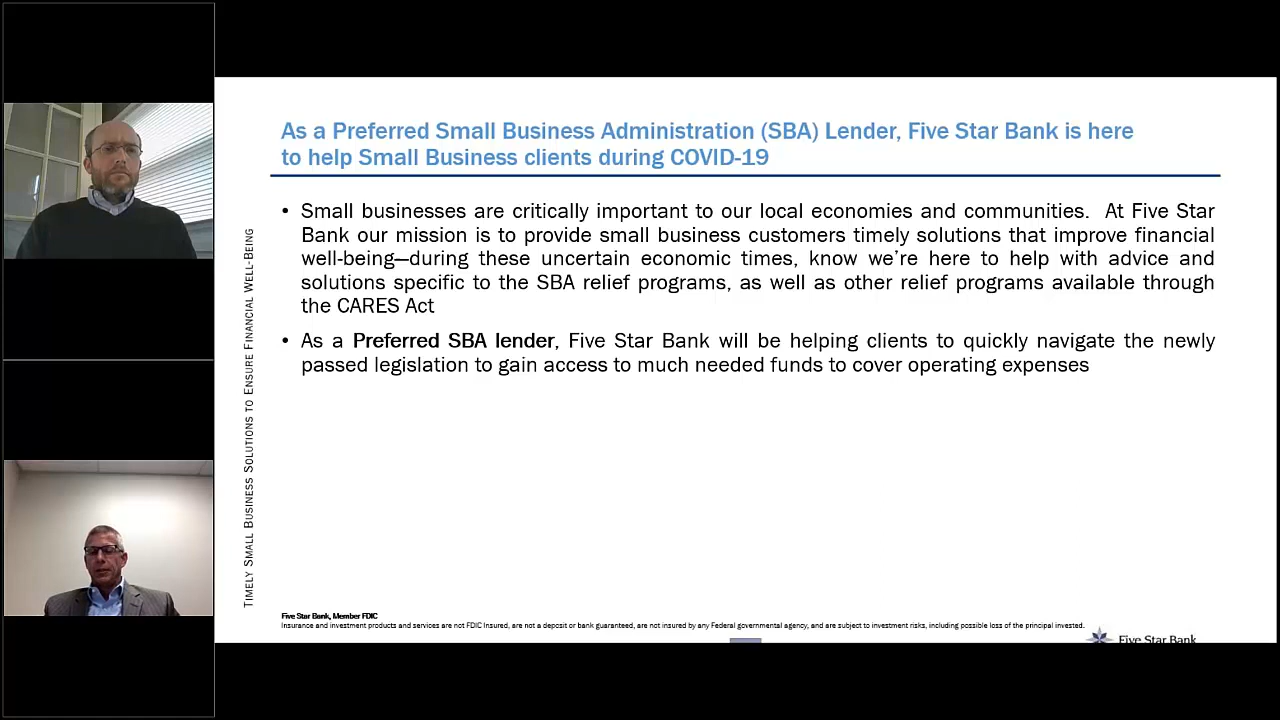 As a Preferred Small Business Administration (SBA) Lender, Five Star Bank is here
to help Small Business clients during COVID-19
TIMELY SMALL BUSINESS SOLUTIONS TO ENSURE FINANCIAL WELL-BEING
• Small businesses are critically important to our local economies and communities.  At Five Star
Bank our mission is to provide small business customers timely solutions that improve financial
well-being—during these uncertain economic times, know we’re here to help with advice and
solutions specific to the SBA relief programs, as well as other relief programs available through
the CARES Act
• As a Preferred SBA lender, Five Star Bank will be helping clients to quickly navigate the newly
passed legislation to gain access to much needed funds to cover operating expenses
Five Star Bank, Member FDIC
Insurance and investment products and services are not FDIC Insured, are not a deposit or bank guaranteed, are not insured by any Federal governmental agency, and are subject to investment risks, including possible loss of the principal invested.
Five Star Bank